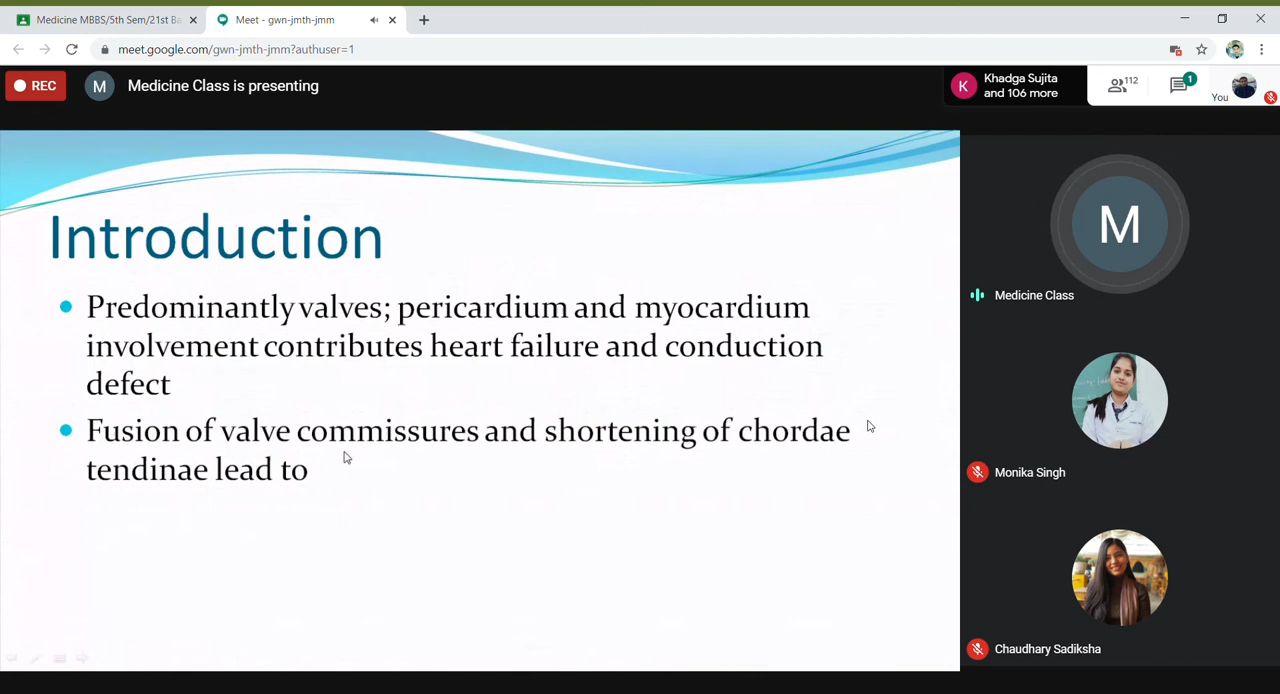 Medicine MBBS/5th Sem/21st Ba
Meet - gwn-jmth-jmm
meet.google.com/gwn-jmth-jmm?authuser=1
REC
M
Medicine Class is presenting
K
Khadga Sujita
and 106 more
112
1
You
Introduction
Predominantly valves; pericardium and myocardium
involvement contributes heart failure and conduction
defect
Fusion of valve commissures and shortening of chordae
tendinae lead to
M
Medicine Class
Monika Singh
Chaudhary Sadiksha